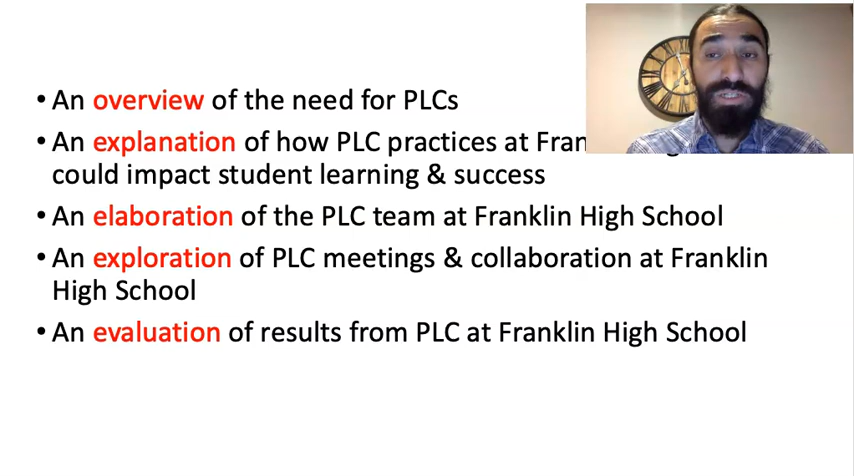 • An overview of the need for PLCs
• An explanation of how PLC practices at
could impact student learning & success
• An elaboration of the PLC team at Franklin High School
• An exploration of PLC meetings & collaboration at Franklin
High School
• An evaluation of results from PLC at Franklin High School